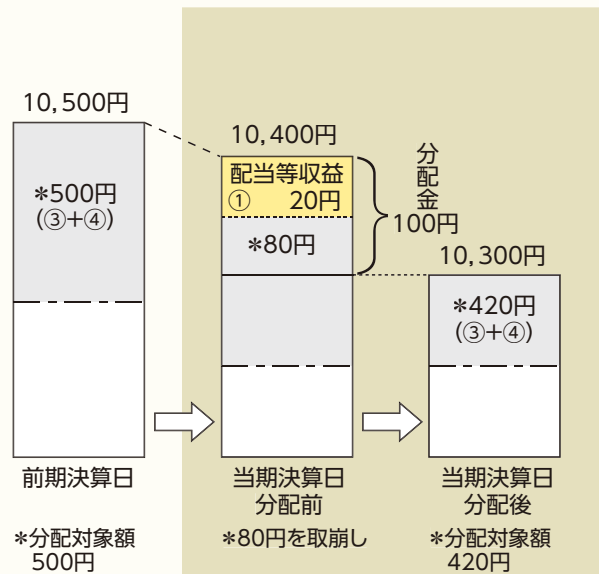 10,500円
*500円
(③+④)
前期決算日
*分配対象額
500円
10,400円
配当等収益
① 20円
*80円
分配金
100円
当期決算日
分配前
*80円を取崩し
10,300円
*420円
(③+④)
当期決算日
分配後
*分配対象額
420円